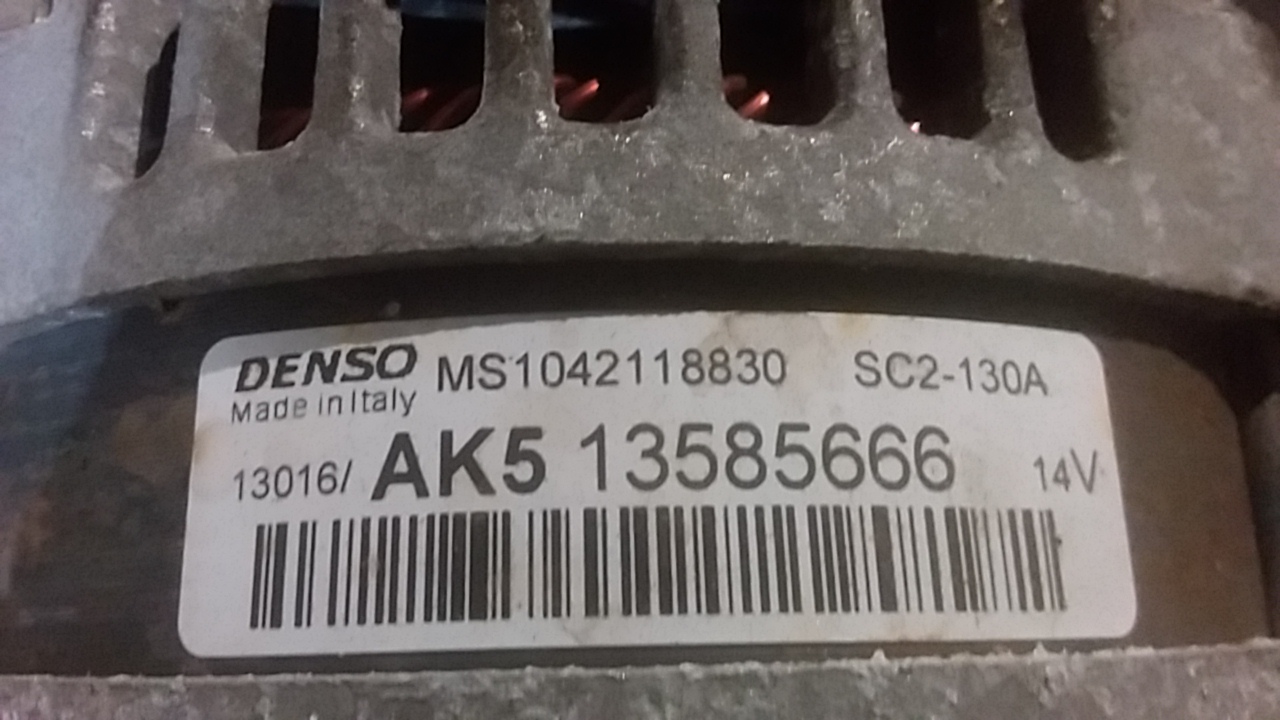 DENSO MS1042118830 SC2-130A
Made in Italy
13016/ AK5 13585666 14V